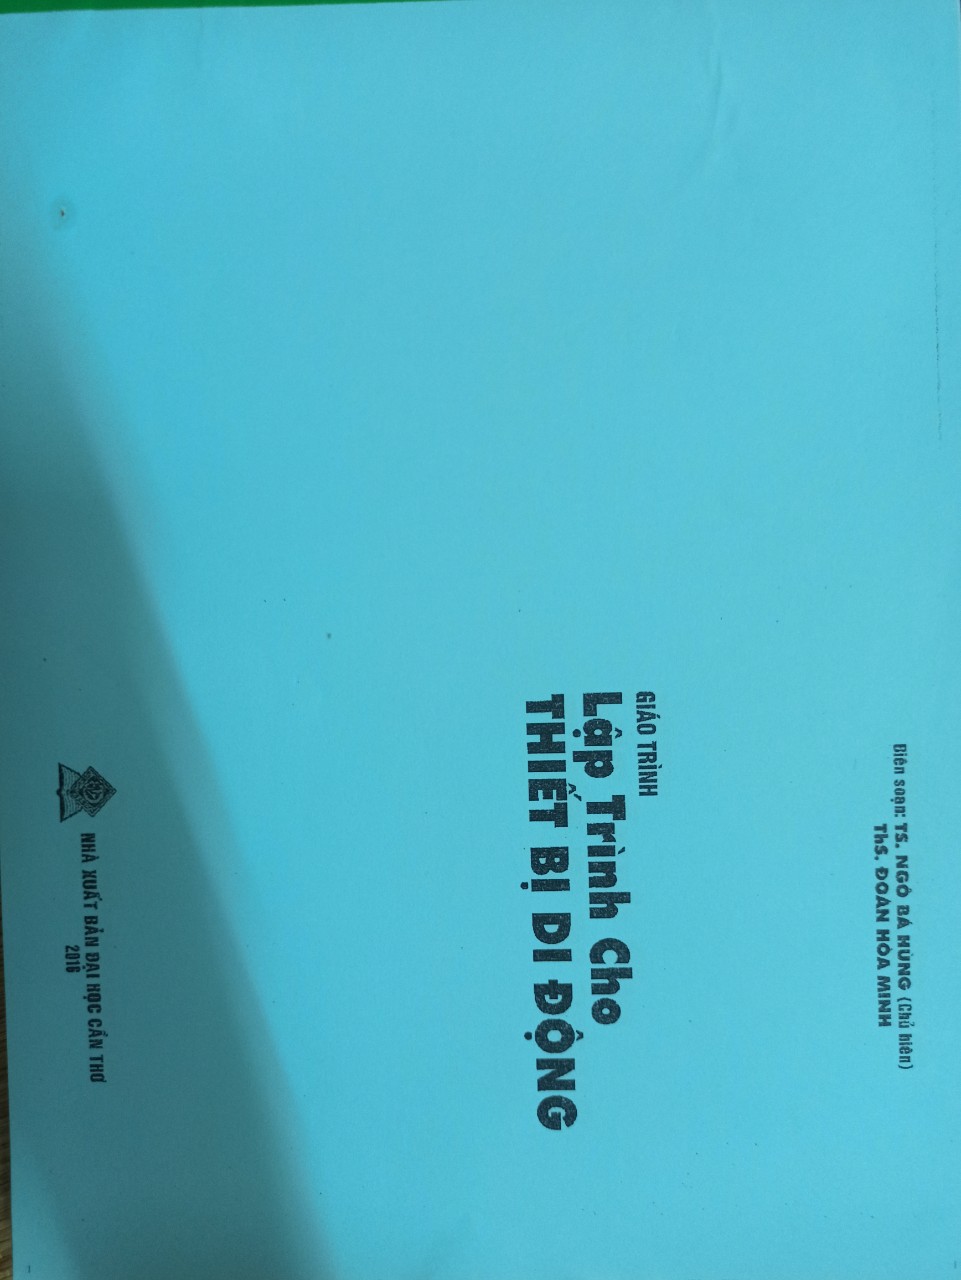 Biên soạn: TS. NGÔ BÁ HÙNG (Chủ biên)
ThS. ĐOÀN HÒA MINH
GIÁO TRÌNH
Lập Trình Cho
THIẾT BỊ DI ĐỘNG
NHÀ XUẤT BẢN ĐẠI HỌC CẦN THƠ
2016